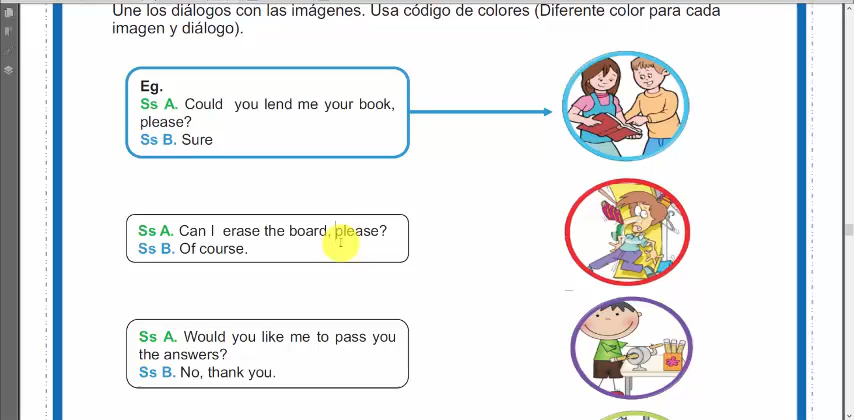 Une los diálogos con las imágenes. Usa código de colores (Diferente color para cada
imagen y diálogo).
Eg.
Ss A. Could you lend me your book,
please?
Ss B. Sure
Ss A. Can I erase the board, please?
Ss B. Of course.
Ss A. Would you like me to pass you
the answers?
Ss B. No, thank you.